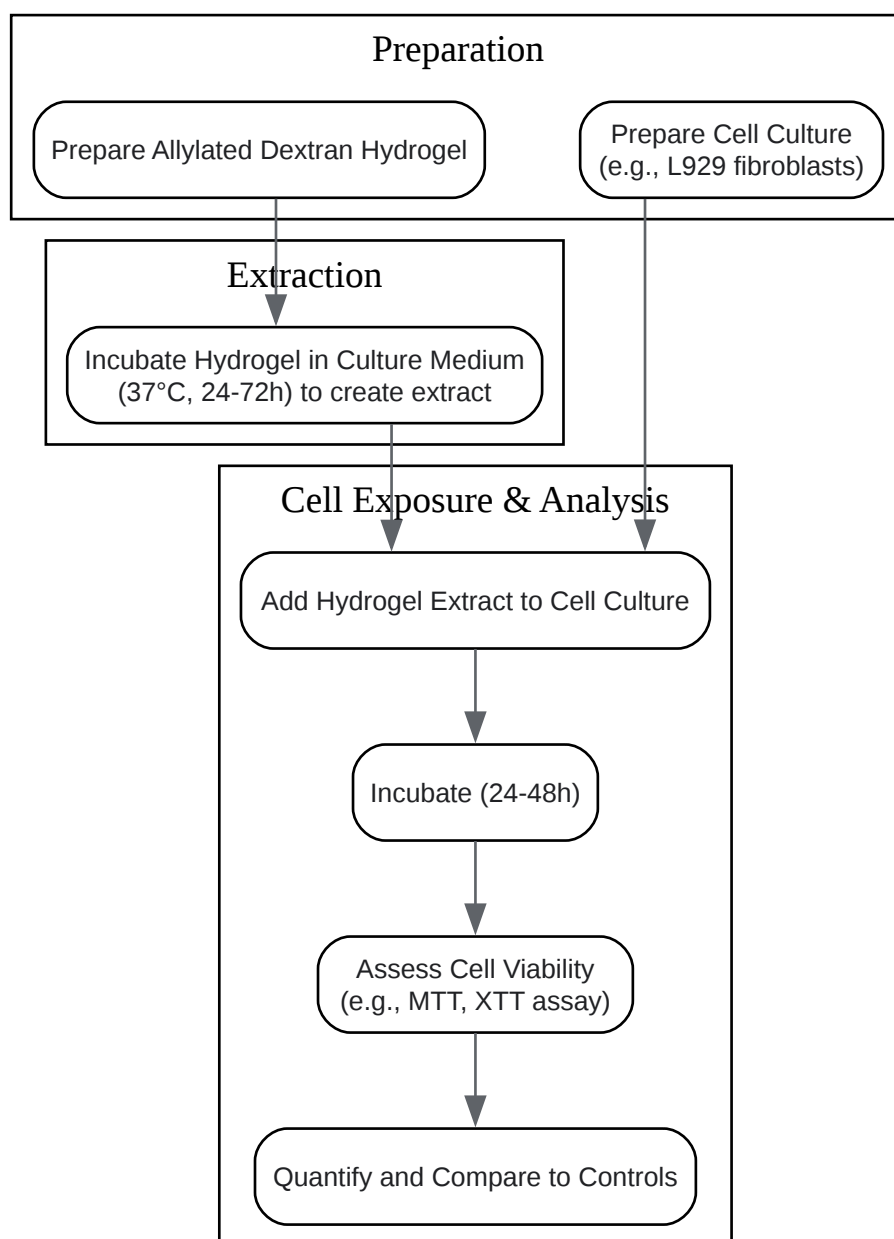 Preparation
Prepare Allylated Dextran Hydrogel
Prepare Cell Culture
(e.g., L929 fibroblasts)
Extraction
Incubate Hydrogel in Culture Medium
(37°C, 24-72h) to create extract
Cell Exposure & Analysis
Add Hydrogel Extract to Cell Culture
Incubate (24-48h)
Assess Cell Viability
(e.g., MTT, XTT assay)
Quantify and Compare to Controls